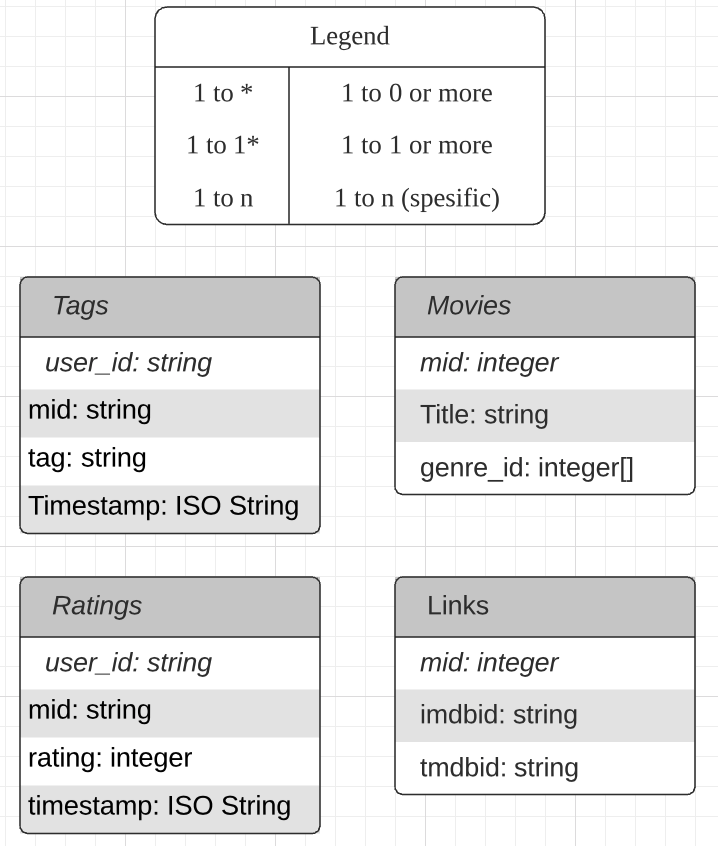 Legend
1 to * 1 to 0 or more
1 to 1* 1 to 1 or more
1 to n 1 to n (spesific)
Tags
user_id: string
mid: string
tag: string
Timestamp: ISO String
Movies
mid: integer
Title: string
genre_id: integer[]
Ratings
user_id: string
mid: string
rating: integer
timestamp: ISO String
Links
mid: integer
imdbid: string
tmdbid: string